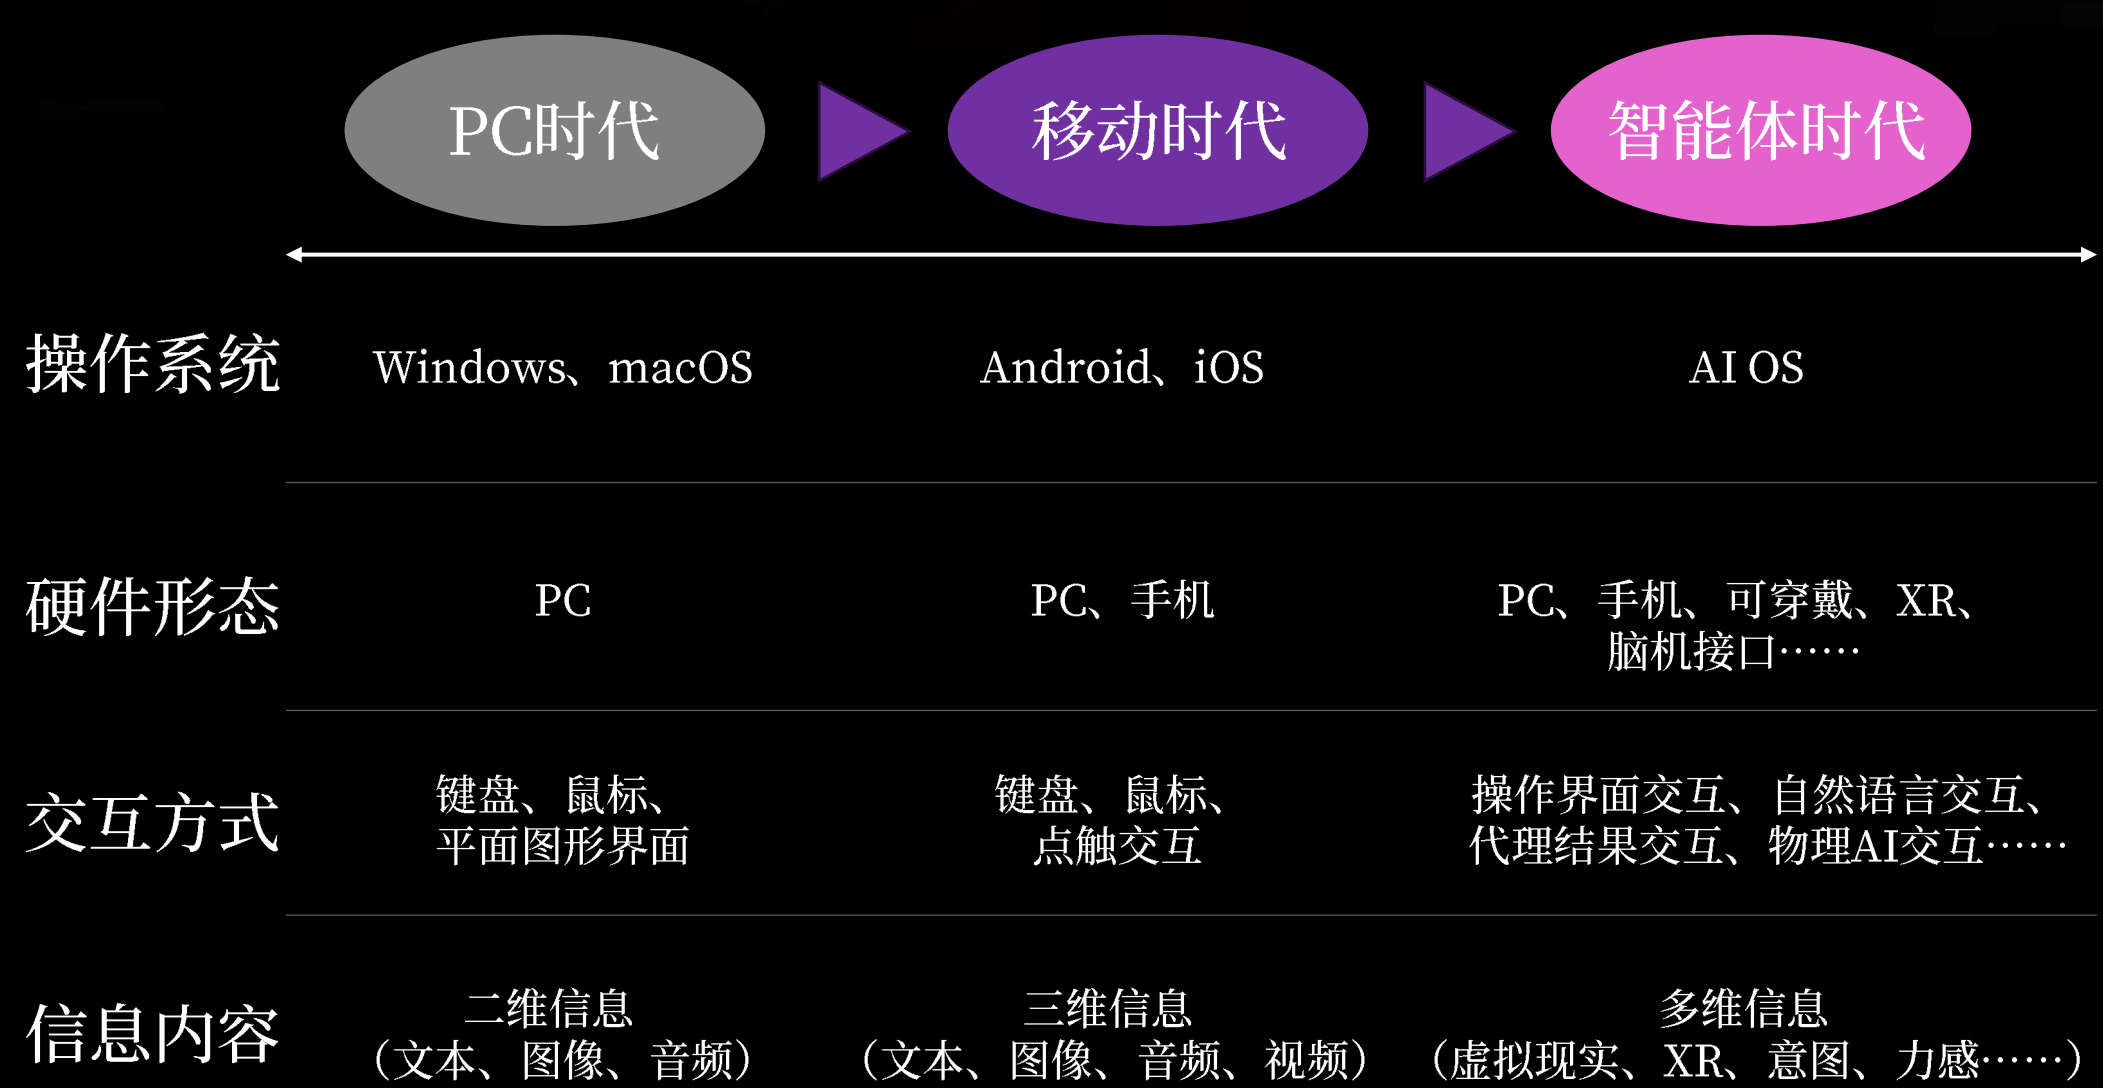 PC时代
移动时代
智能体时代
操作系统
Windows、macOS
Android、iOS
AI OS
硬件形态
PC
PC、手机
PC、手机、可穿戴、XR、
脑机接口……
交互方式
键盘、鼠标、
平面图形界面
键盘、鼠标、
点触交互
操作界面交互、自然语言交互、
代理结果交互、物理AI交互……
信息内容
二维信息
（文本、图像、音频）
三维信息
（文本、图像、音频、视频）
多维信息
（虚拟现实、XR、意图、力感……）